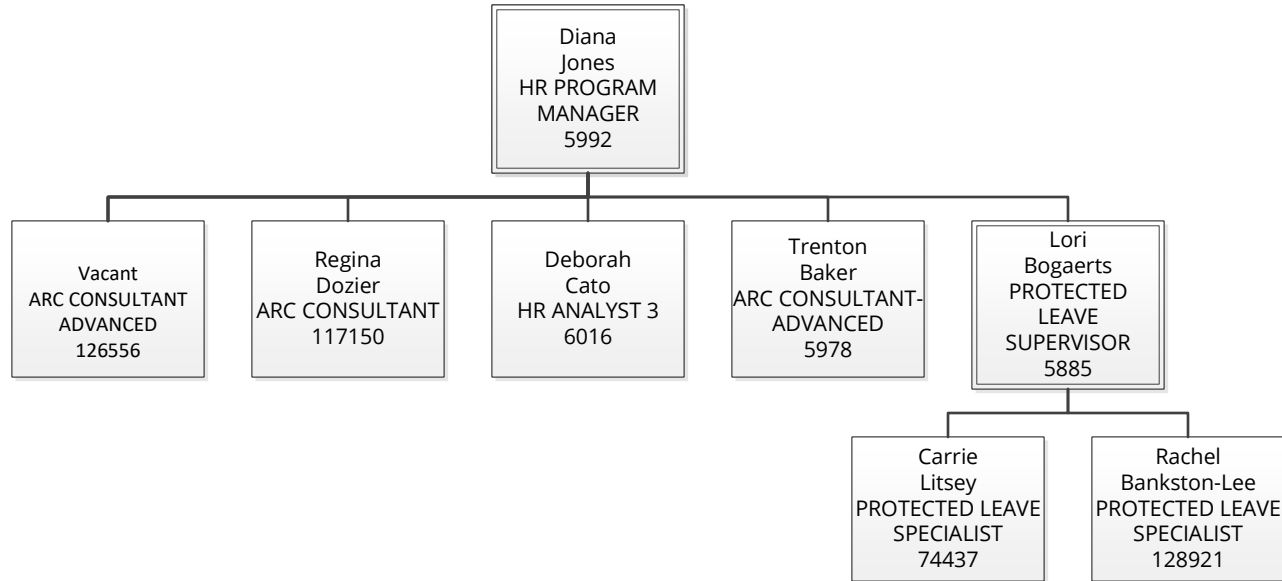 Diana
Jones
HR PROGRAM
MANAGER
5992
Vacant
ARC CONSULTANT
ADVANCED
126556
Regina
Dozier
ARC CONSULTANT
117150
Deborah
Cato
HR ANALYST 3
6016
Trenton
Baker
ARC CONSULTANT-
ADVANCED
5978
Lori
Bogaerts
PROTECTED
LEAVE
SUPERVISOR
5885
Carrie
Litsey
PROTECTED LEAVE
SPECIALIST
74437
Rachel
Bankston-Lee
PROTECTED LEAVE
SPECIALIST
128921